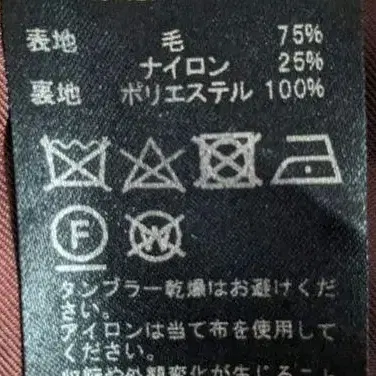 表地 毛 75%
ナイロン 25%
裏地 ポリエステル 100%
F
W
タンブラー乾燥はお避けくだ
さい。
アイロンは当て布を使用して
ください。